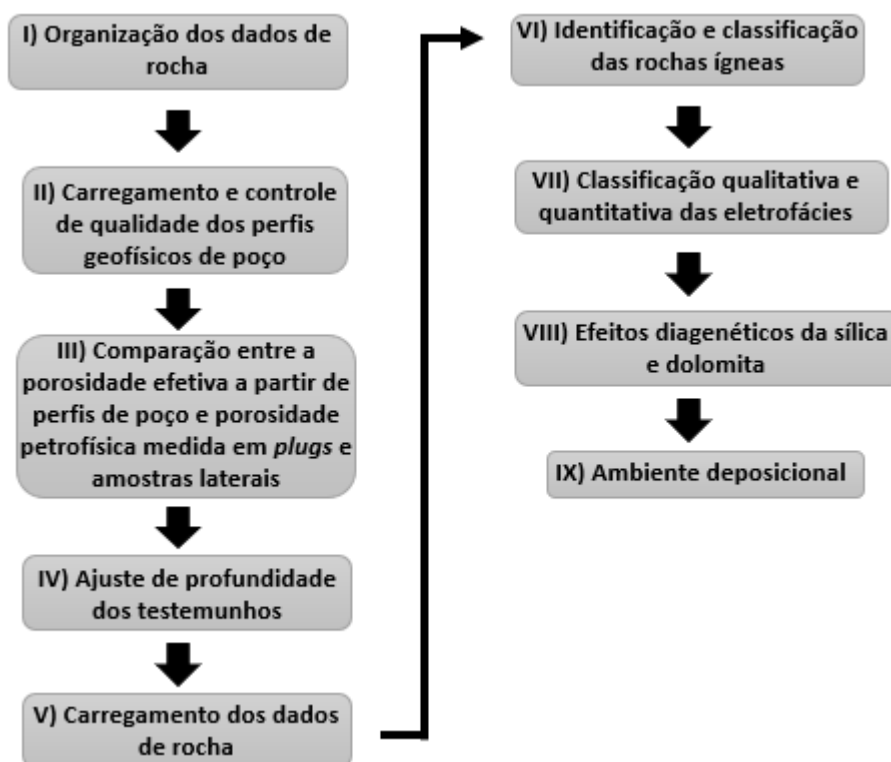 I) Organização dos dados de
rocha
II) Carregamento e controle
de qualidade dos perfis
geofísicos de poço
III) Comparação entre a
porosidade efetiva a partir de
perfis de poço e porosidade
petrofísica medida em plugs e
amostras laterais
IV) Ajuste de profundidade
dos testemunhos
V) Carregamento dos dados
de rocha
VI) Identificação e classificação
das rochas ígneas
VII) Classificação qualitativa e
quantitativa das eletrofácies
VIII) Efeitos diagenéticos da sílica
e dolomita
IX) Ambiente deposicional